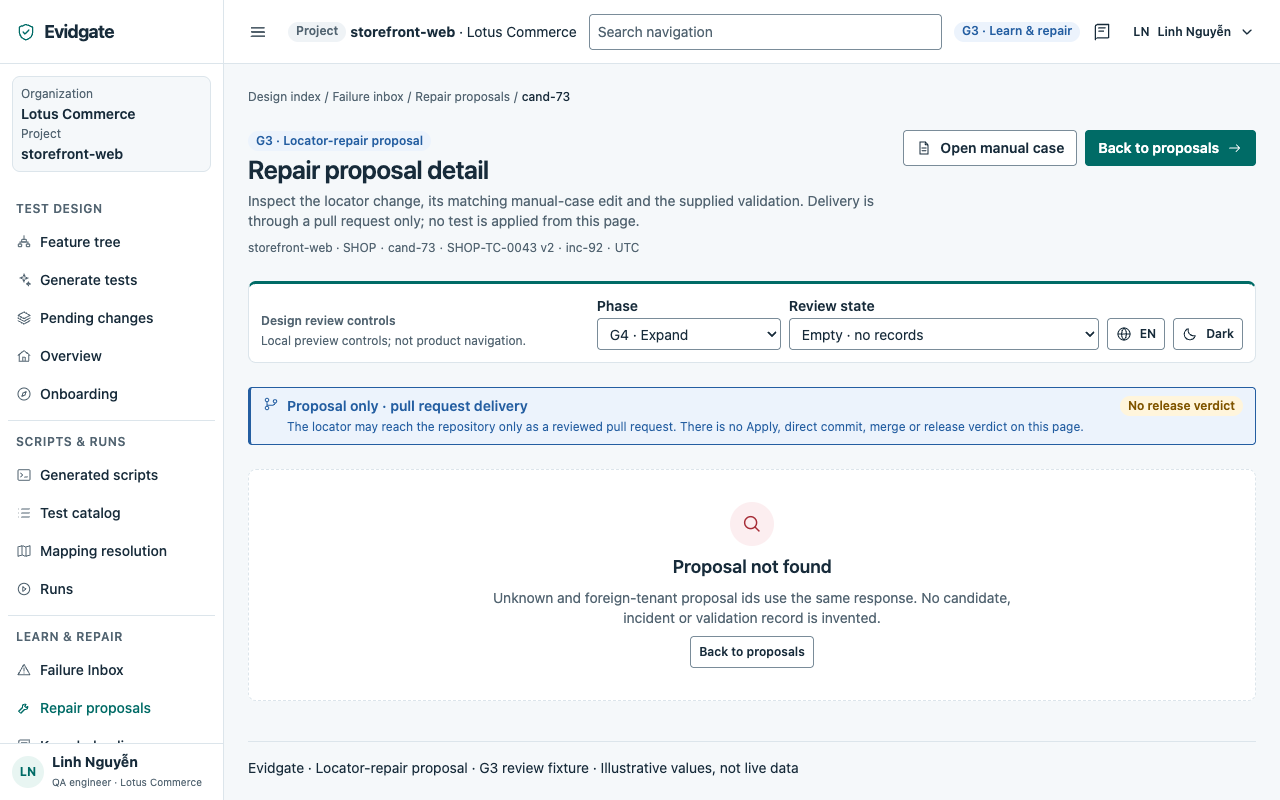 Evidgate
Project storefront-web · Lotus Commerce
Search navigation
G3 · Learn & repair
LN Linh Nguyễn
Organization
Lotus Commerce
Project
storefront-web
TEST DESIGN
Feature tree
Generate tests
Pending changes
Overview
Onboarding
SCRIPTS & RUNS
Generated scripts
Test catalog
Mapping resolution
Runs
LEARN & REPAIR
Failure Inbox
Repair proposals
LN
Linh Nguyễn
QA engineer · Lotus Commerce
Design index / Failure inbox / Repair proposals / cand-73
G3 · Locator-repair proposal
Repair proposal detail
Inspect the locator change, its matching manual-case edit and the supplied validation. Delivery is
through a pull request only; no test is applied from this page.
storefront-web · SHOP · cand-73 · SHOP-TC-0043 v2 · inc-92 · UTC
Open manual case
Back to proposals
Design review controls
Local preview controls; not product navigation.
Phase
G4 · Expand
Review state
Empty · no records
EN
Dark
Proposal only · pull request delivery
No release verdict
The locator may reach the repository only as a reviewed pull request. There is no Apply, direct commit, merge or release verdict on this page.
Proposal not found
Unknown and foreign-tenant proposal ids use the same response. No candidate,
incident or validation record is invented.
Back to proposals
Evidgate · Locator-repair proposal · G3 review fixture · Illustrative values, not live data